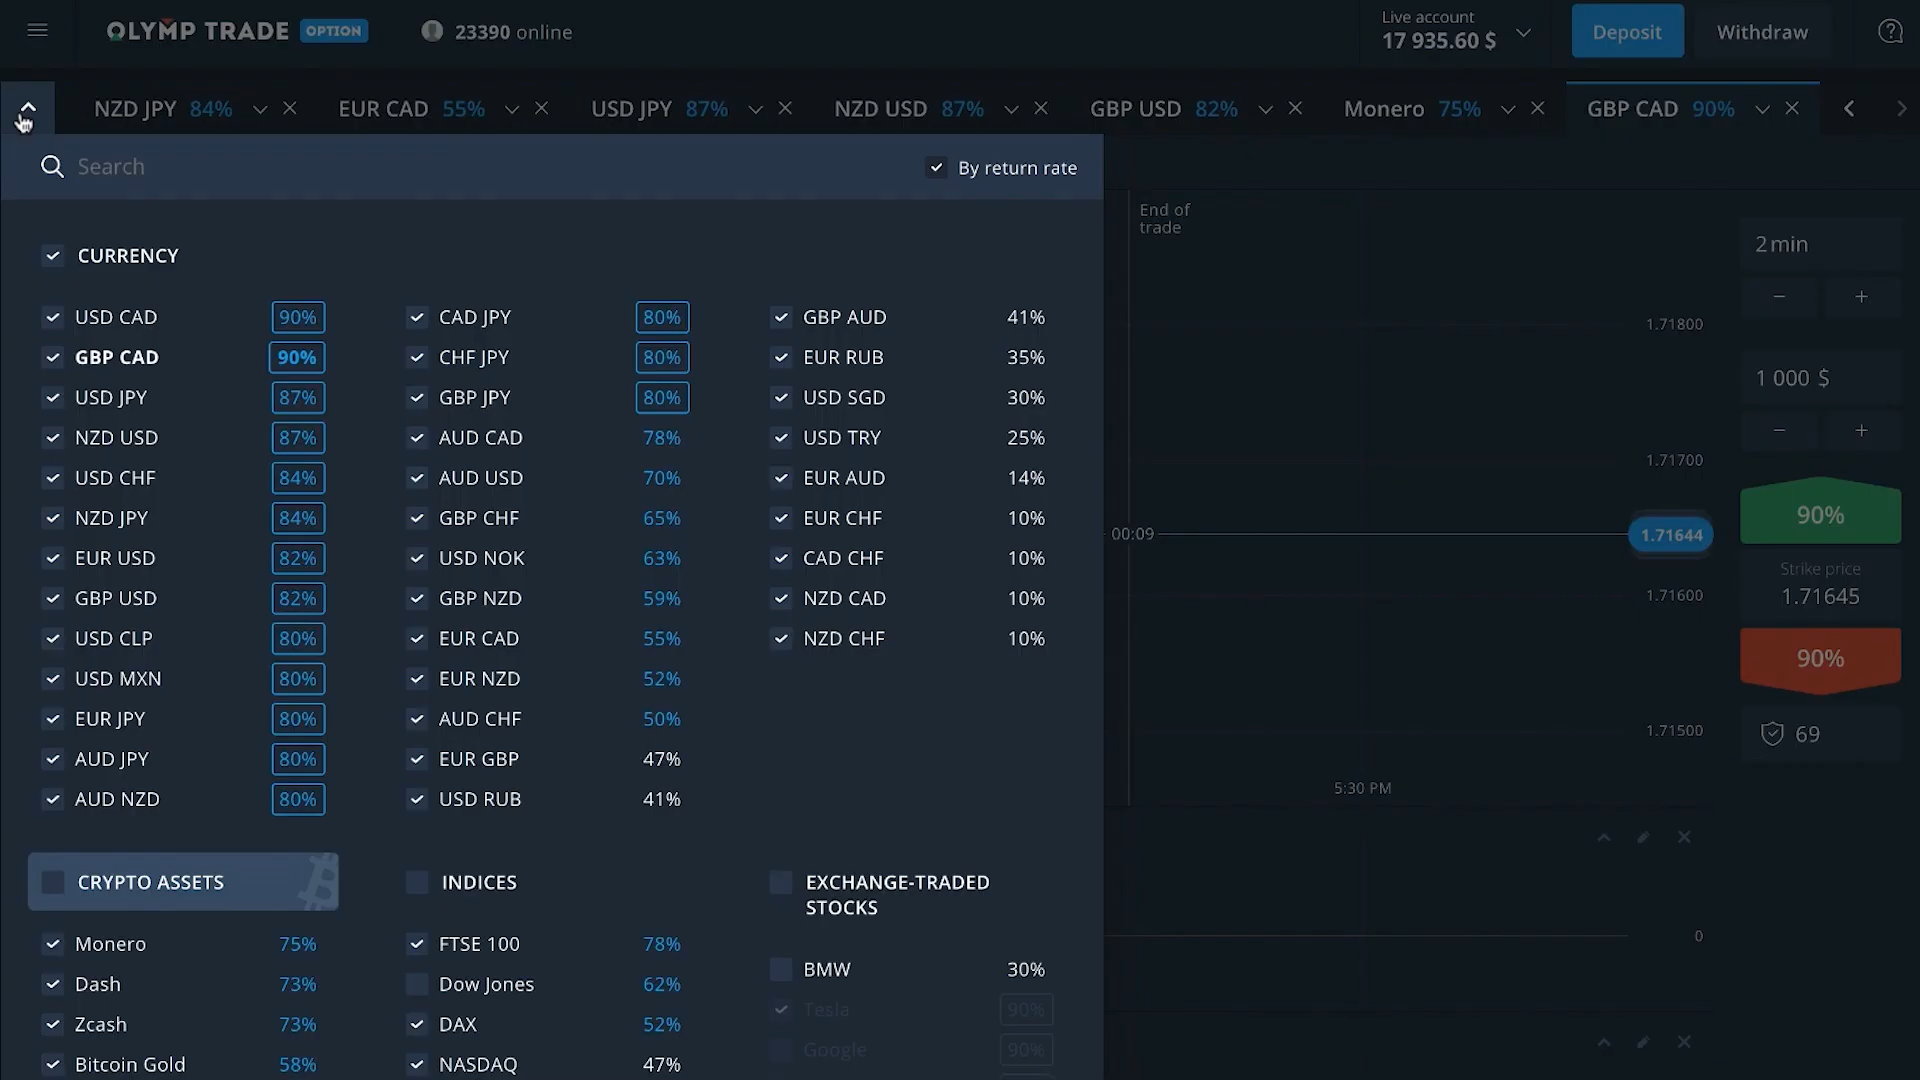 OLYMP TRADE OPTION
23390 online
Live account
17 935.60 $
Deposit
Withdraw
NZD JPY 84%
EUR CAD 55%
USD JPY 87%
NZD USD 87%
GBP USD 82%
Monero 75%
GBP CAD 90%
Search
By return rate
CURRENCY
USD CAD 90%
GBP CAD 90%
USD JPY 87%
NZD USD 87%
USD CHF 84%
NZD JPY 84%
EUR USD 82%
GBP USD 82%
USD CLP 80%
USD MXN 80%
EUR JPY 80%
AUD JPY 80%
AUD NZD 80%
CAD JPY 80%
CHF JPY 80%
GBP JPY 80%
AUD CAD 78%
AUD USD 70%
GBP CHF 65%
USD NOK 63%
GBP NZD 59%
EUR CAD 55%
EUR NZD 52%
AUD CHF 50%
EUR GBP 47%
USD RUB 41%
GBP AUD 41%
EUR RUB 35%
USD SGD 30%
USD TRY 25%
EUR AUD 14%
EUR CHF 10%
CAD CHF 10%
NZD CAD 10%
NZD CHF 10%
CRYPTO ASSETS
Monero 75%
Dash 73%
Zcash 73%
Bitcoin Gold 58%
INDICES
FTSE 100 78%
Dow Jones 62%
DAX 52%
NASDAQ 47%
EXCHANGE-TRADED
STOCKS
BMW 30%
Tesla 90%
Google 90%
End of
trade
00:09
1.71800
1.71700
1.71644
1.71600
1.71500
5:30 PM
0
2 min
1 000 $
90%
Strike price
1.71645
90%
69